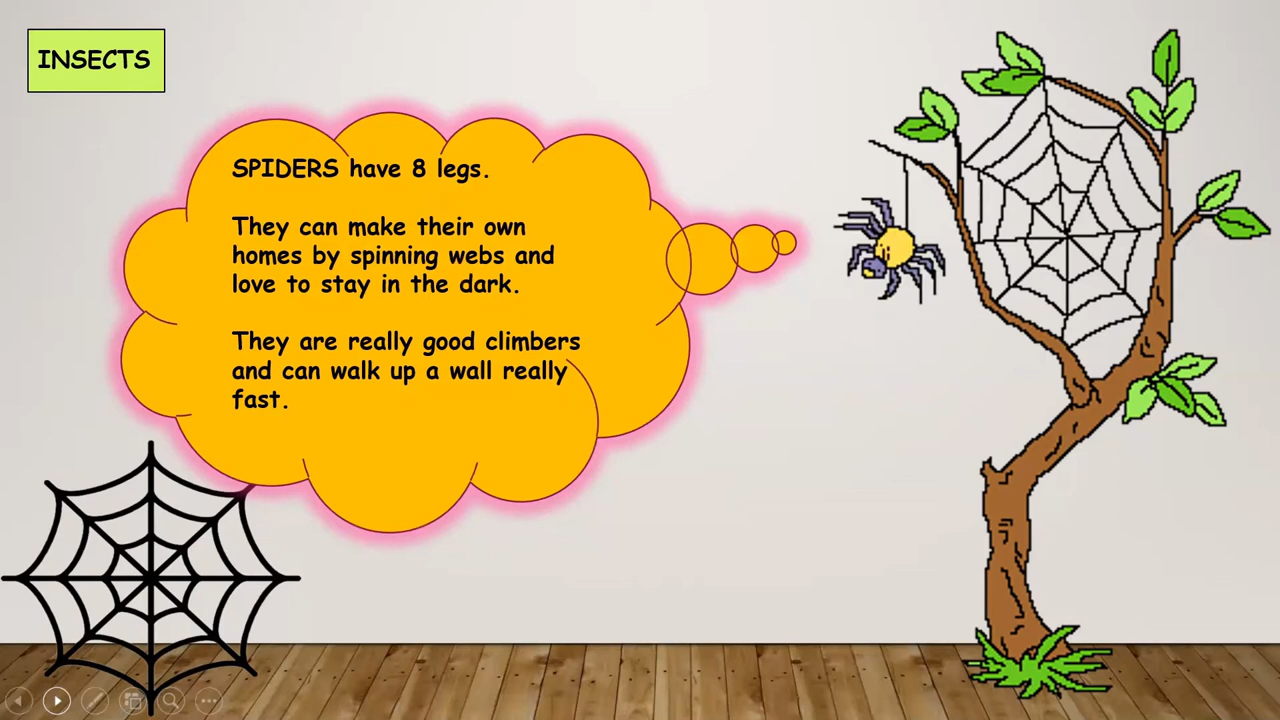 INSECTS
SPIDERS have 8 legs.
They can make their own
homes by spinning webs and
love to stay in the dark.
They are really good climbers
and can walk up a wall really
fast.